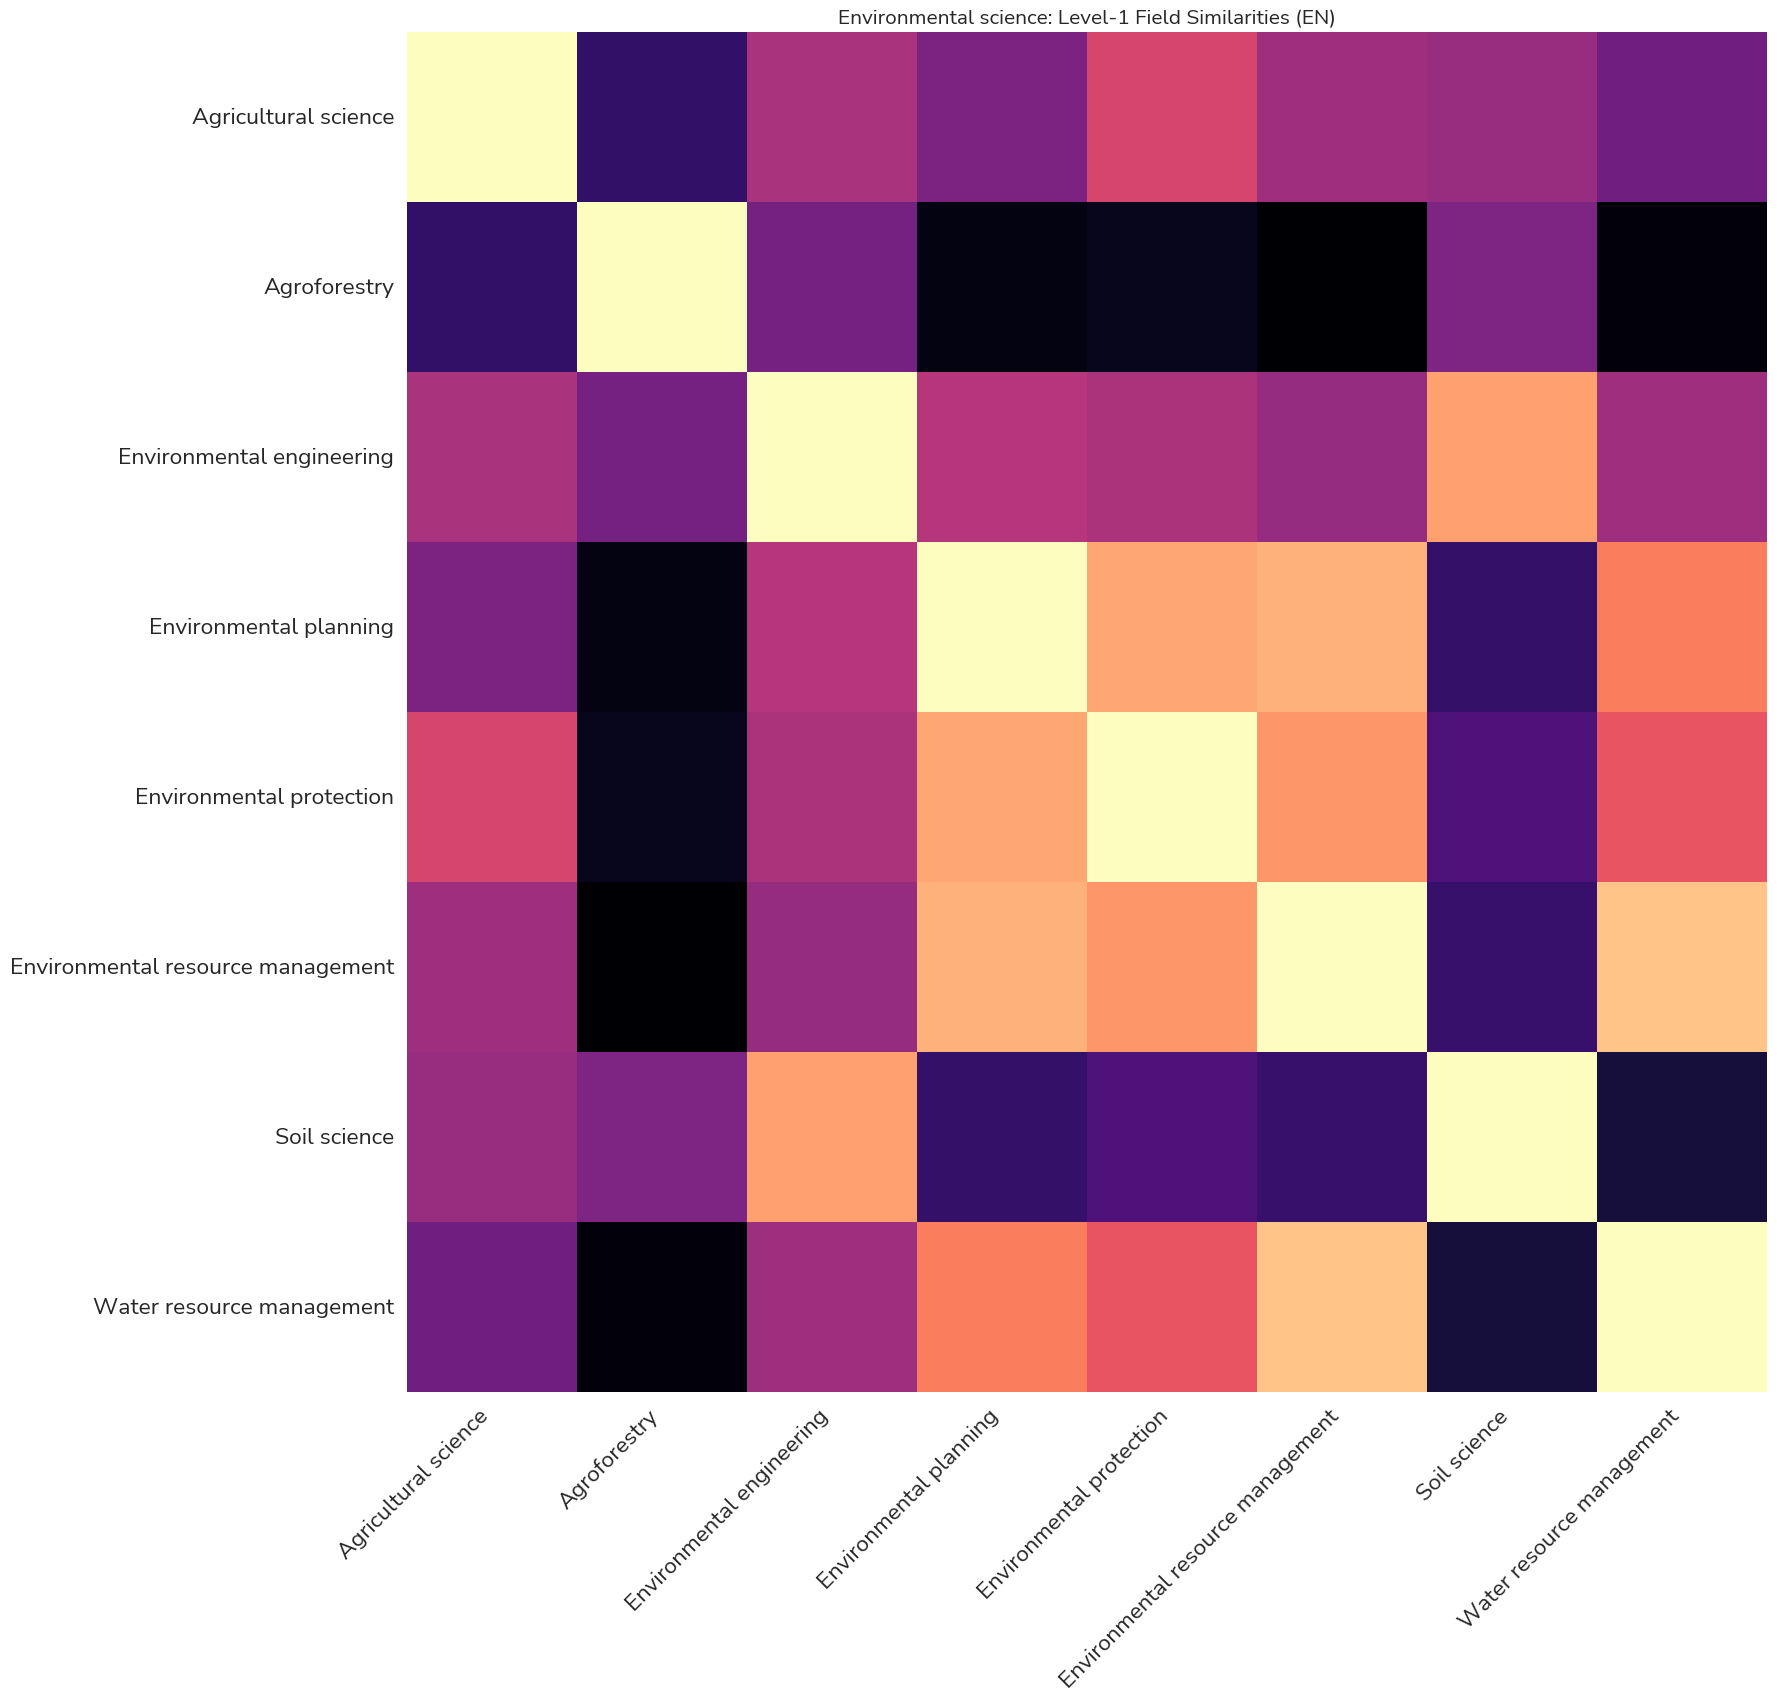 Environmental science: Level-1 Field Similarities (EN)
Agricultural science
Agroforestry
Environmental engineering
Environmental planning
Environmental protection
Environmental resource management
Soil science
Water resource management
Agricultural science
Agroforestry
Environmental engineering
Environmental planning
Environmental protection
Environmental resource management
Soil science
Water resource management